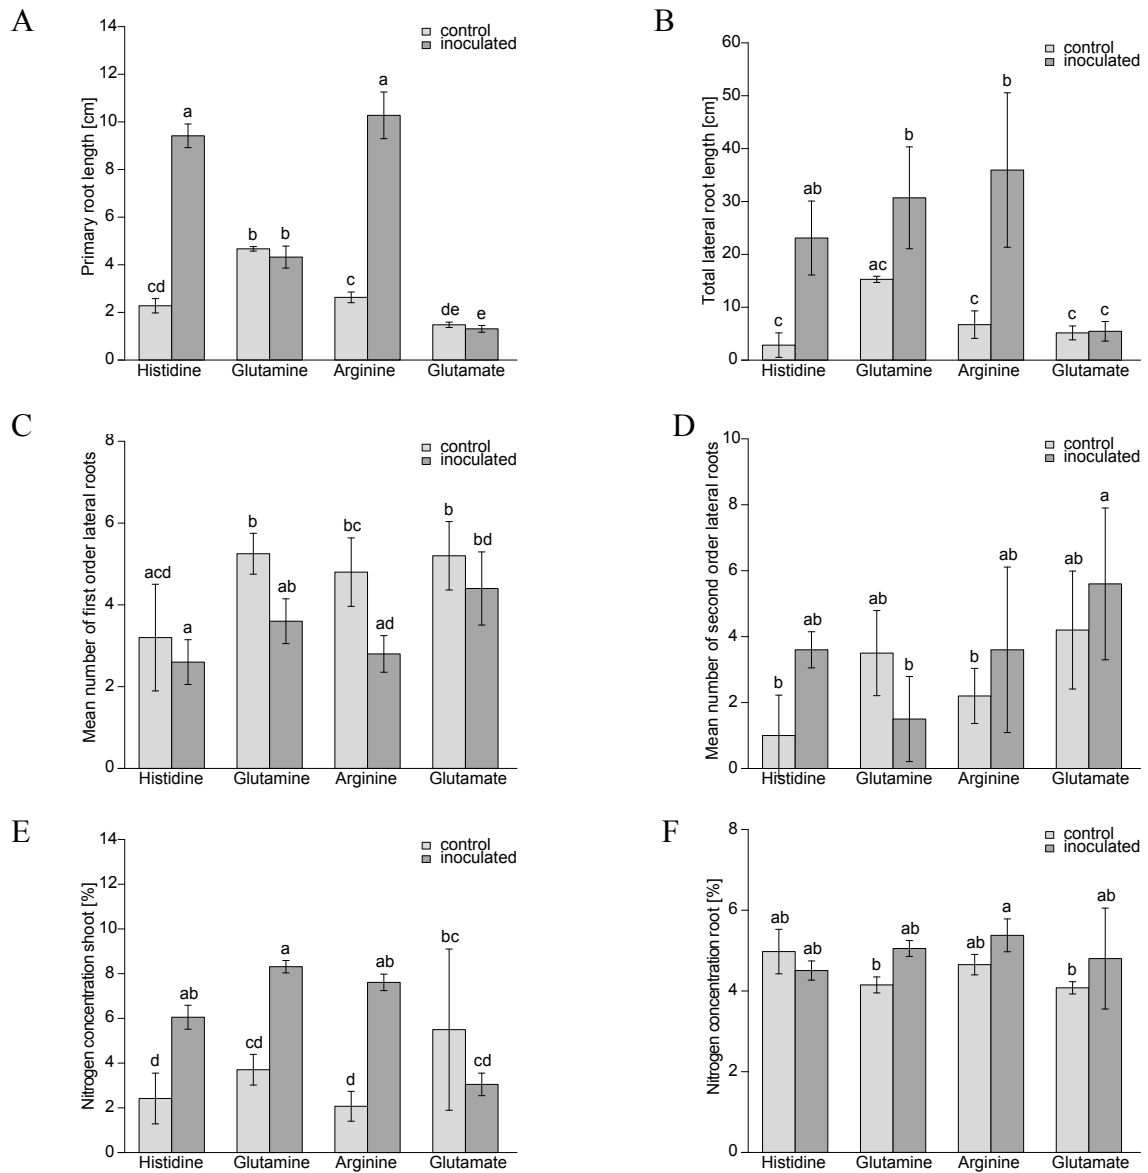 A
Primary root length [cm]
14
12
10
8
6
4
2
0
control
inoculated
a
a
b
b
cd
c
de
e
Histidine
Glutamine
Arginine
Glutamate
B
Total lateral root length [cm]
60
50
40
30
20
10
0
control
inoculated
c
ab
ac
b
c
b
c
c
Histidine
Glutamine
Arginine
Glutamate
C
Mean number of first order lateral roots
8
6
4
2
0
control
inoculated
acd
a
b
ab
bc
ad
b
bd
Histidine
Glutamine
Arginine
Glutamate
D
Mean number of second order lateral roots
10
8
6
4
2
0
control
inoculated
b
ab
ab
b
b
ab
ab
a
Histidine
Glutamine
Arginine
Glutamate
E
Nitrogen concentration shoot [%]
14
12
10
8
6
4
2
0
control
inoculated
d
ab
cd
a
d
ab
bc
cd
Histidine
Glutamine
Arginine
Glutamate
F
Nitrogen concentration root [%]
8
6
4
2
0
control
inoculated
ab
ab
b
ab
ab
a
b
ab
Histidine
Glutamine
Arginine
Glutamate